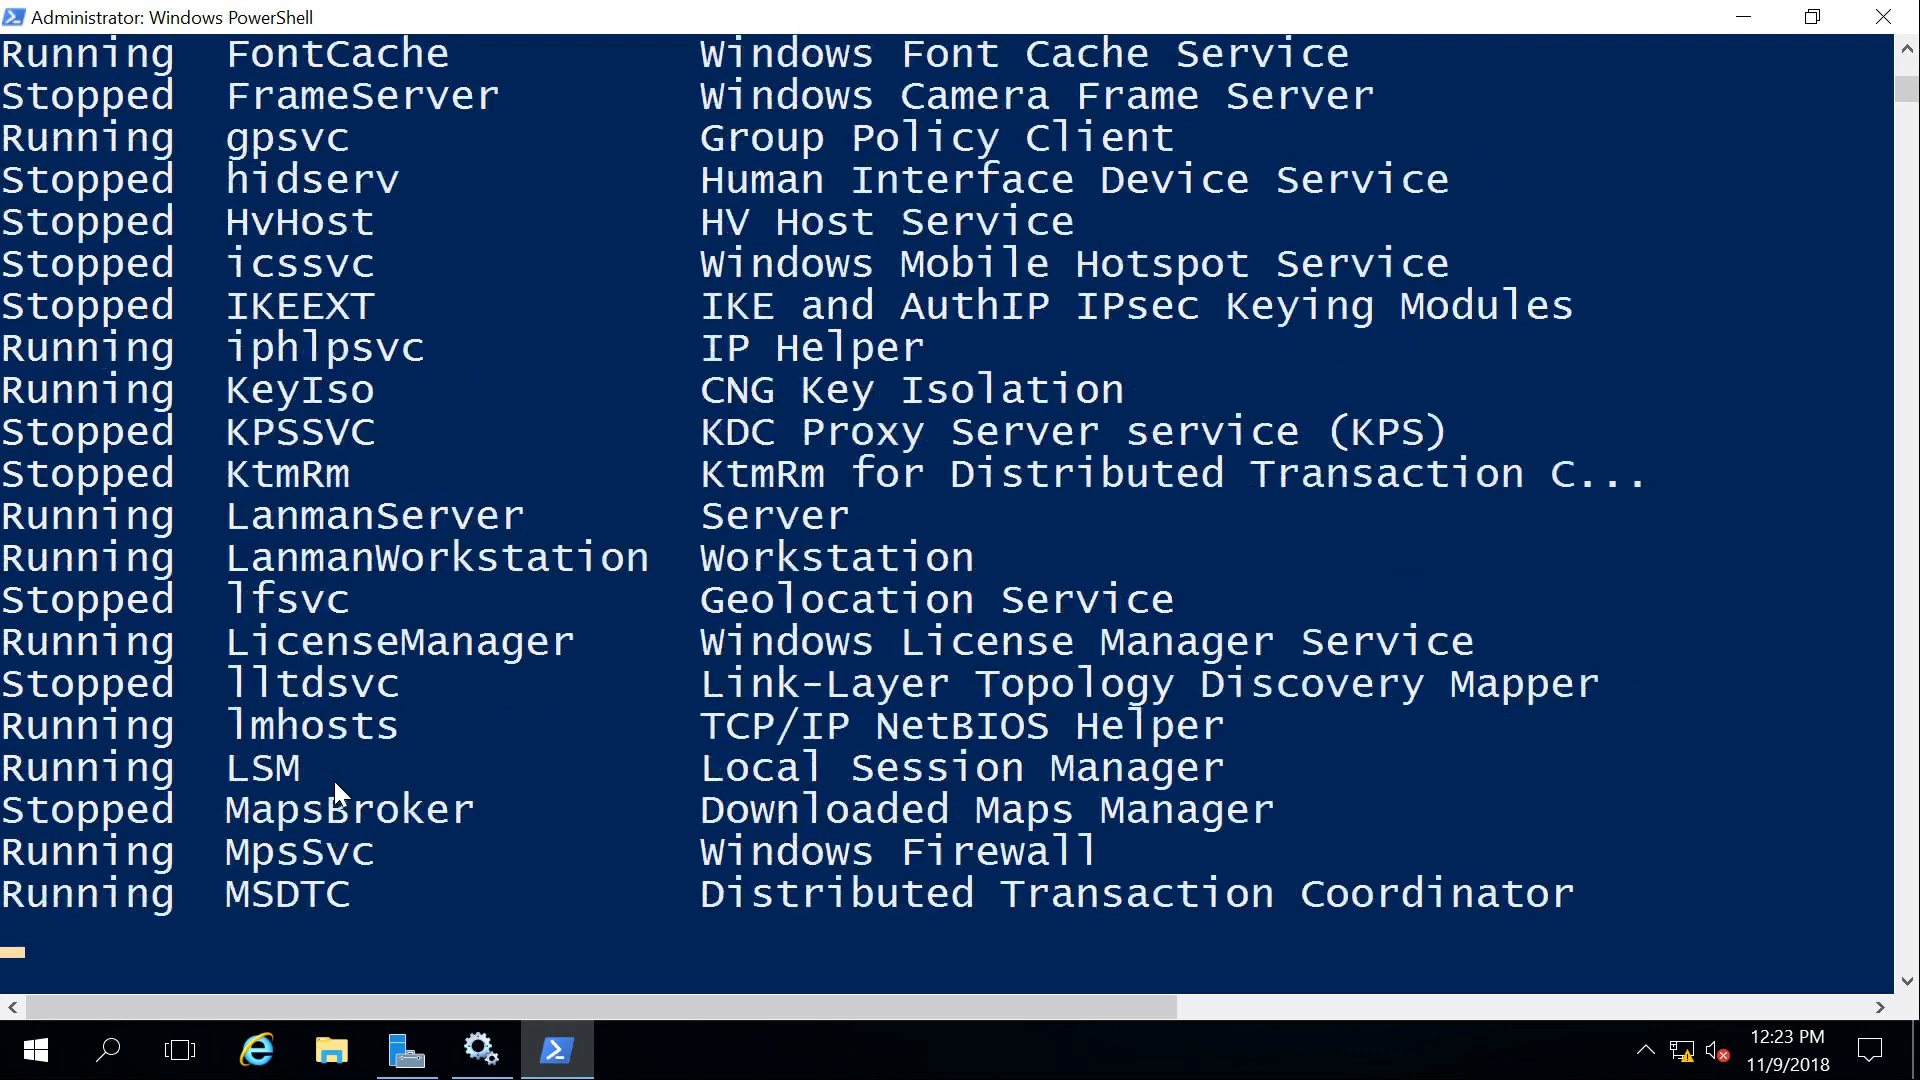 Administrator: Windows PowerShell
Running FontCache Windows Font Cache Service
Stopped FrameServer Windows Camera Frame Server
Running gpsvc Group Policy Client
Stopped hidserv Human Interface Device Service
Stopped HvHost HV Host Service
Stopped icssvc Windows Mobile Hotspot Service
Stopped IKEEXT IKE and AuthIP IPsec Keying Modules
Running iphlpsvc IP Helper
Running KeyIso CNG Key Isolation
Stopped KPSSVC KDC Proxy Server service (KPS)
Stopped KtmRm KtmRm for Distributed Transaction C...
Running LanmanServer Server
Running LanmanWorkstation Workstation
Stopped lfsvc Geolocation Service
Running LicenseManager Windows License Manager Service
Stopped lltdsvc Link-Layer Topology Discovery Mapper
Running lmhosts TCP/IP NetBIOS Helper
Running LSM Local Session Manager
Stopped MapsBroker Downloaded Maps Manager
Running MpsSvc Windows Firewall
Running MSDTC Distributed Transaction Coordinator
12:23 PM
11/9/2018